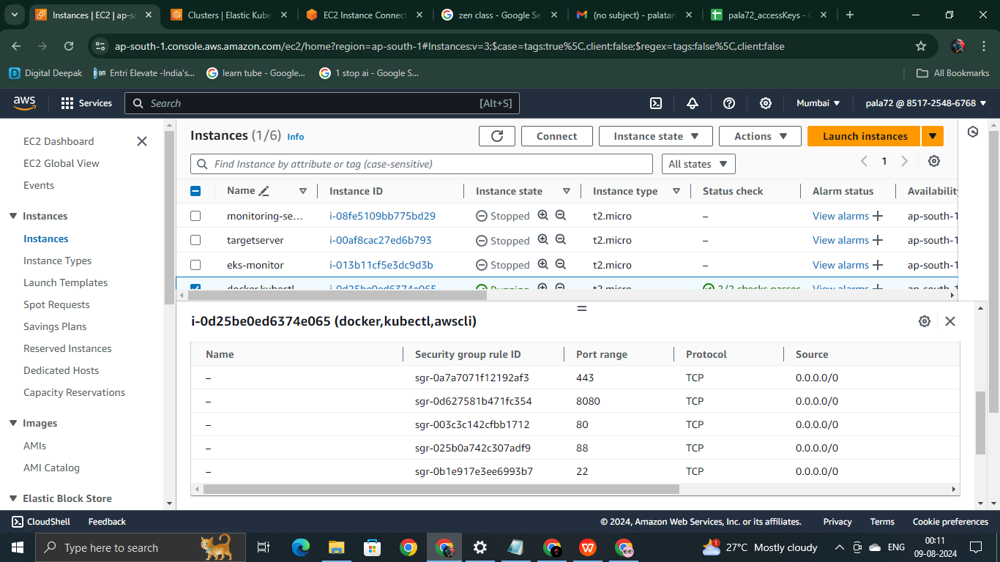 Instances | EC2 | ap-so
Clusters | Elastic Kube
EC2 Instance Connect
zen class - Google Se
(no subject) - palatar
pala72_accessKeys - G
ap-south-1.console.aws.amazon.com/ec2/home?region=ap-south-1#Instances:v=3;$case=tags:true%5C,client:false;$regex=tags:false%5C,client:false
Digital Deepak
Entri Elevate -India's...
learn tube - Google...
1 stop ai - Google S...
All Bookmarks
aws
Services
Search
[Alt+S]
Mumbai
pala72 @ 8517-2548-6768
EC2 Dashboard
EC2 Global View
Events
Instances
Instances
Instance Types
Launch Templates
Spot Requests
Savings Plans
Reserved Instances
Dedicated Hosts
Capacity Reservations
Images
AMIs
AMI Catalog
Elastic Block Store
Instances (1/6) Info
Connect
Instance state
Actions
Launch instances
Find Instance by attribute or tag (case-sensitive)
All states
1
Name Instance ID Instance state Instance type Status check Alarm status Availability
monitoring-se... i-08fe5109bb775bd29 Stopped t2.micro – View alarms + ap-south-1
targetserver i-00af8cac27ed6b793 Stopped t2.micro – View alarms + ap-south-1
eks-monitor i-013b11cf5e3dc9d3b Stopped t2.micro – View alarms + ap-south-1
docker,kubectl i-0d25be0ed6374e065 Running t2.micro 2/2 checks passed View alarms + ap-south-1
i-0d25be0ed6374e065 (docker,kubectl,awscli)
Name Security group rule ID Port range Protocol Source
– sgr-0a7a7071f12192af3 443 TCP 0.0.0.0/0
– sgr-0d627581b471fc354 8080 TCP 0.0.0.0/0
– sgr-003c3c142cfbb1712 80 TCP 0.0.0.0/0
– sgr-025b0a742c307adf9 88 TCP 0.0.0.0/0
– sgr-0b1e917e3ee6993b7 22 TCP 0.0.0.0/0
CloudShell
Feedback
© 2024, Amazon Web Services, Inc. or its affiliates.
Privacy
Terms
Cookie preferences
Type here to search
1
27°C Mostly cloudy
ENG
00:11
09-08-2024